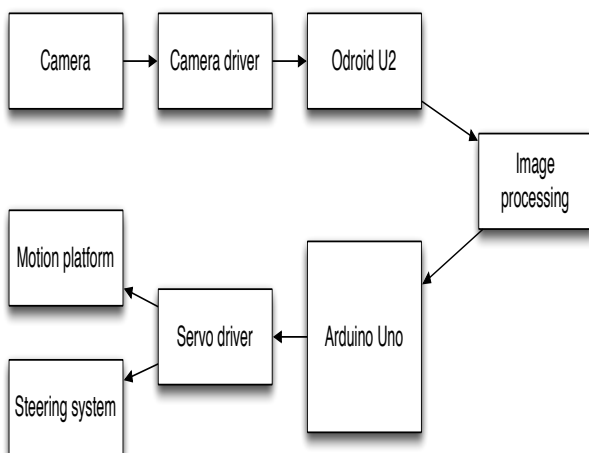 Camera
Camera driver
Odroid U2
Image
processing
Motion platform
Servo driver
Arduino Uno
Steering system